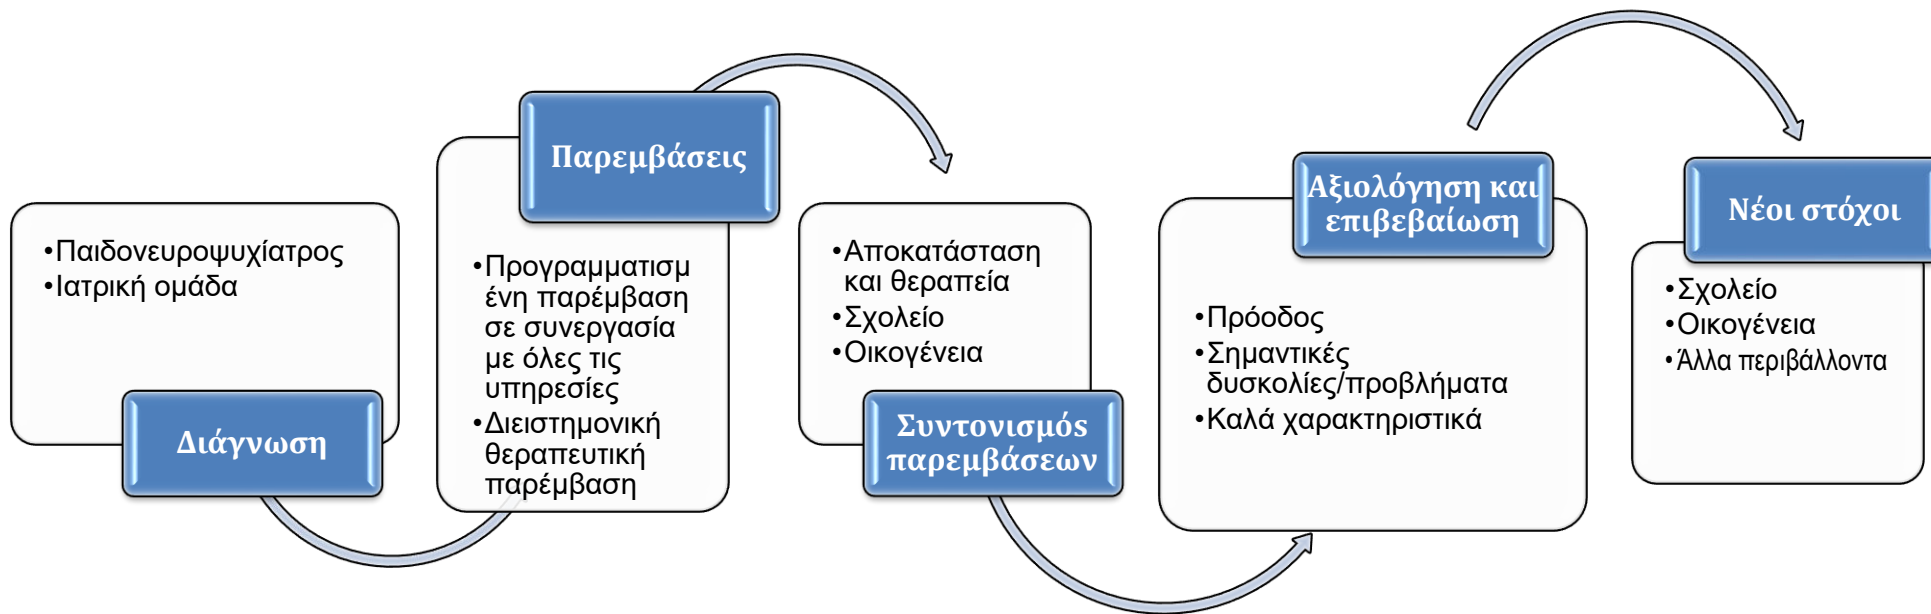 •Παιδονευροψυχίατρος
•Ιατρική ομάδα
Διάγνωση
Παρεμβάσεις
•Προγραμματισμ
ένη παρέμβαση
σε συνεργασία
με όλες τις
υπηρεσίες
•Διειστημονική
θεραπευτική
παρέμβαση
•Αποκατάσταση
και θεραπεία
•Σχολείο
•Οικογένεια
Συντονισμός
παρεμβάσεων
Αξιολόγηση και
επιβεβαίωση
•Πρόοδος
•Σημαντικές
δυσκολίες/προβλήματα
•Καλά χαρακτηριστικά
Νέοι στόχοι
•Σχολείο
•Οικογένεια
•Άλλα περιβάλλοντα